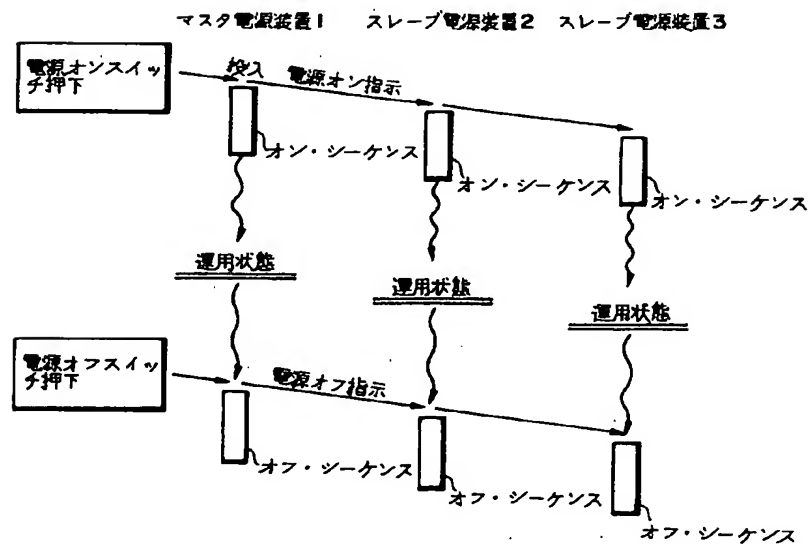 マスタ電源装置1 スレーブ電源装置2 スレーブ電源装置3
電源オンスイッ
チ押下
投入
電源オン指示
オン・シーケンス
オン・シーケンス
オン・シーケンス
運用状態
運用状態
運用状態
電源オフスイッ
チ押下
電源オフ指示
オフ・シーケンス
オフ・シーケンス
オフ・シーケンス